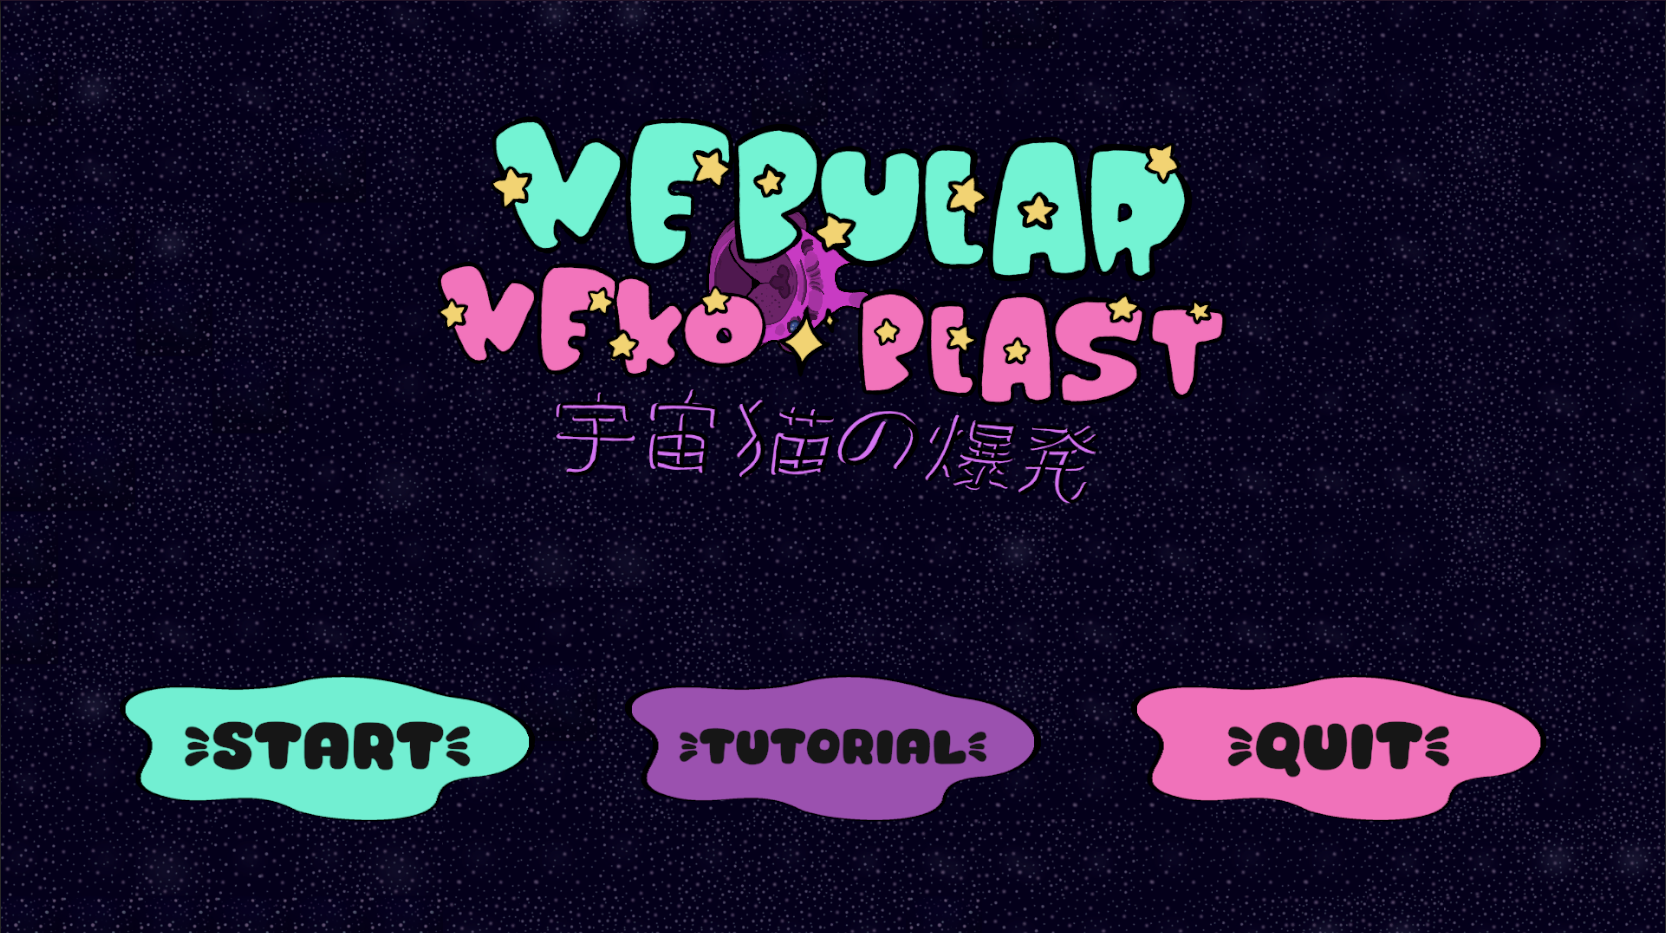 NEBULAR
NEKO BLAST
宇宙猫の爆発
START
TUTORIAL
QUIT